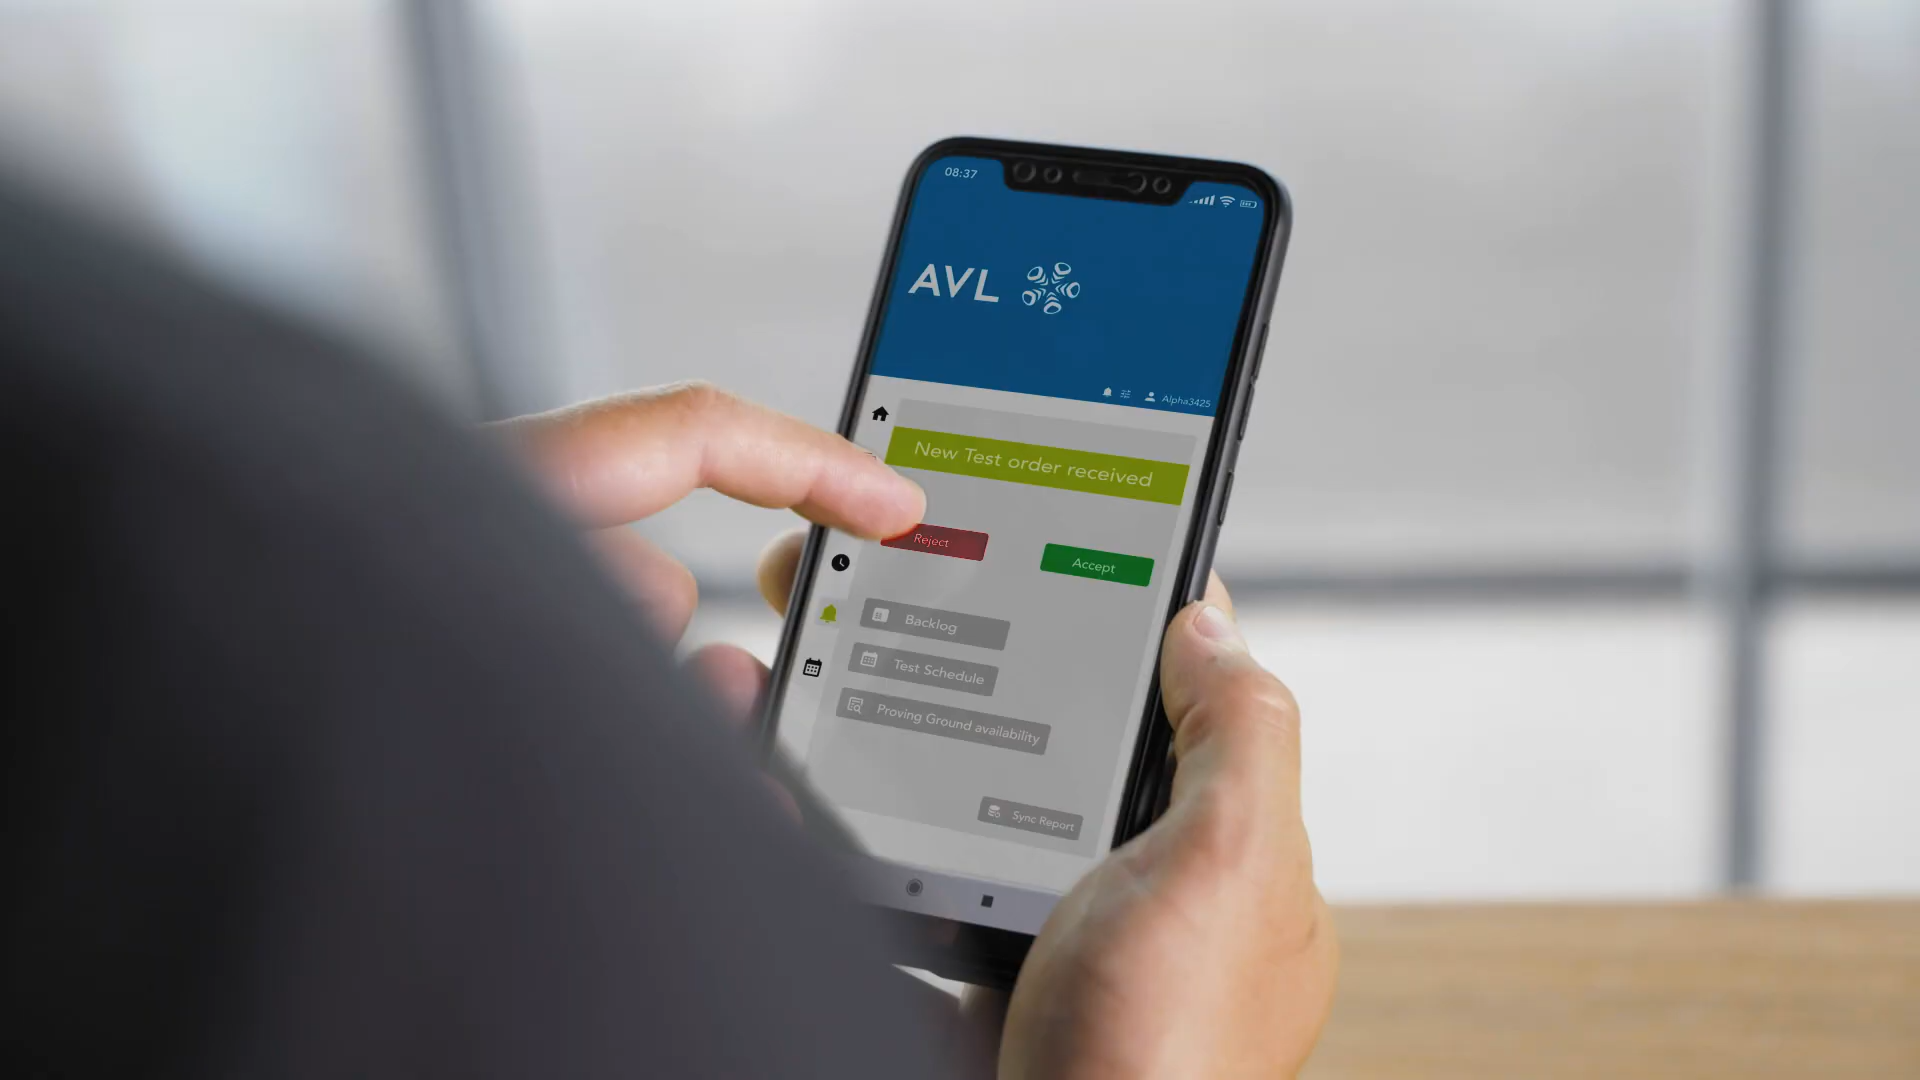 08:37
AVL
Alpha3425
New Test order received
Reject
Accept
Backlog
Test Schedule
Proving Ground availability
Sync Report